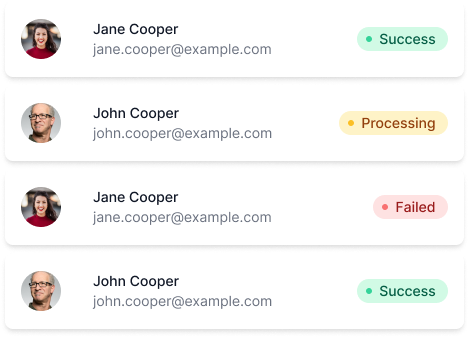 Jane Cooper
jane.cooper@example.com
Success
John Cooper
john.cooper@example.com
Processing
Jane Cooper
jane.cooper@example.com
Failed
John Cooper
john.cooper@example.com
Success